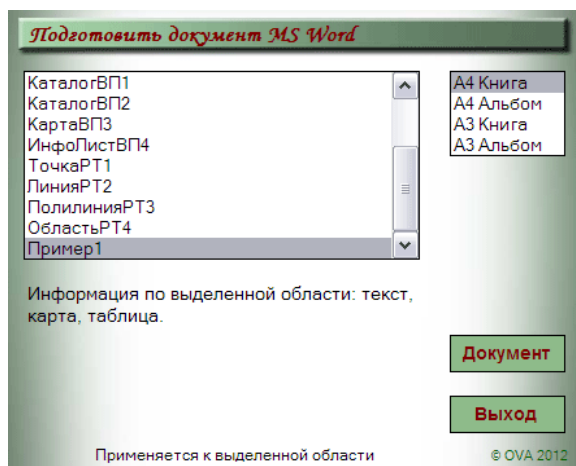 Подготовить документ MS Word
КаталогВП1
КаталогВП2
КартаВП3
ИнфоЛистВП4
ТочкаРТ1
ЛинияРТ2
ПолилинияРТ3
ОбластьРТ4
Пример1
А4 Книга
А4 Альбом
А3 Книга
А3 Альбом
Информация по выделенной области: текст,
карта, таблица.
Документ
Выход
Применяется к выделенной области
© OVA 2012